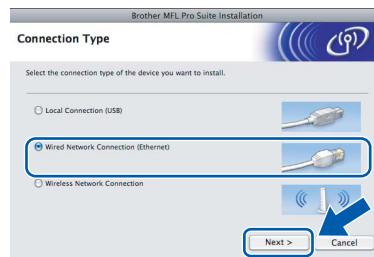 Brother MFL Pro Suite Installation
Connection Type
Select the connection type of the device you want to install.
Local Connection (USB)
Wired Network Connection (Ethernet)
Wireless Network Connection
Next >
Cancel